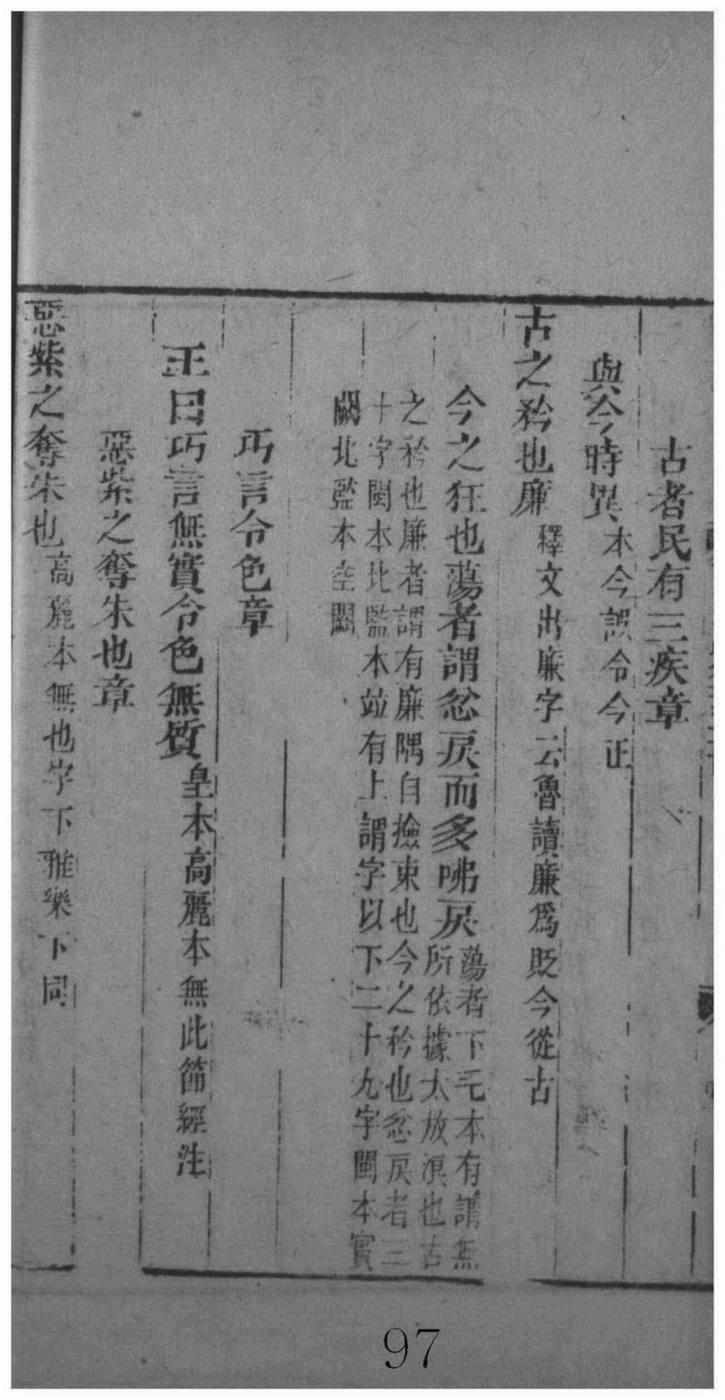 古者民有三疾章
與今時異本今誤令今正
古之矜也廉釋文出廉字云魯讀廉爲貶今從古
今之狂也蕩者謂忿戾而多咈戾蕩者下毛本有謂無
所依據太放浪也古
之矜也廉者謂有廉隅自撿束也今之矜也忿戾者三
十字閩本北監本竝有上謂字以下二十九字閩本實
闕北監本空闕
巧言令色章
王曰巧言無實令色無質皇本高麗本無此節經注
惡紫之奪朱也章
惡紫之奪朱也高麗本無也字下雅樂下同
97